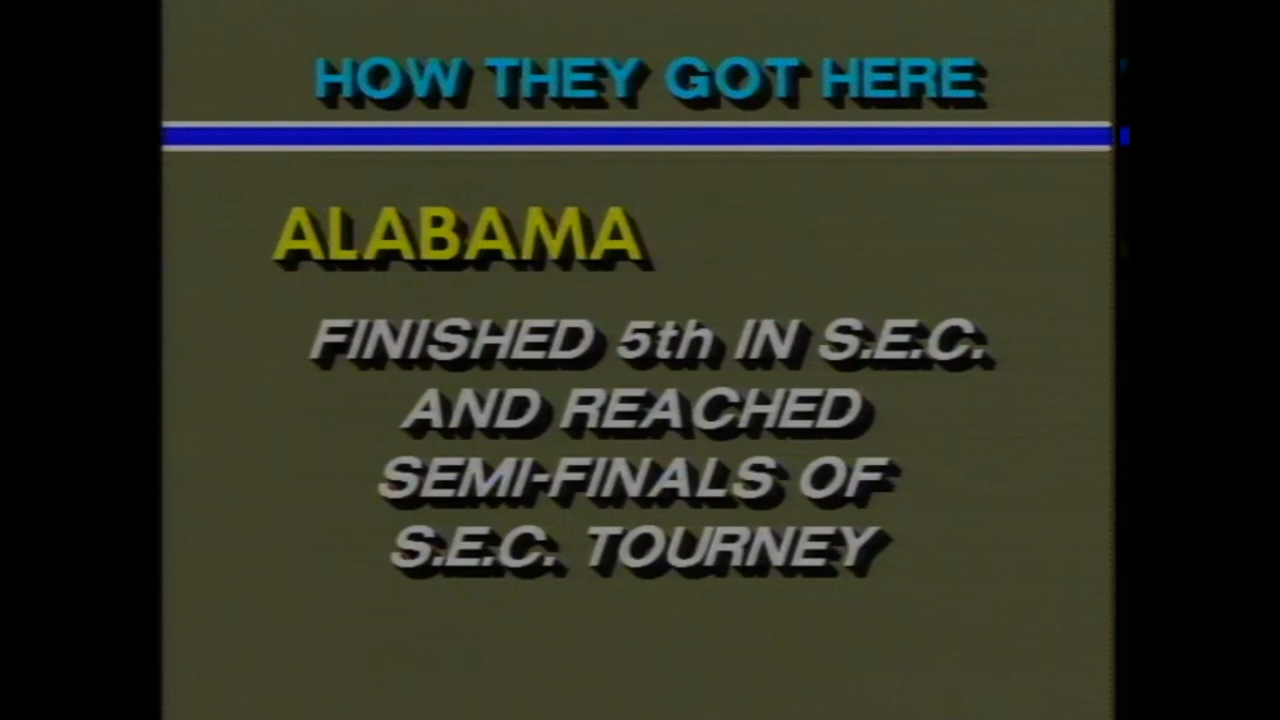 HOW THEY GOT HERE
ALABAMA
FINISHED 5th IN S.E.C.
AND REACHED
SEMI-FINALS OF
S.E.C. TOURNEY